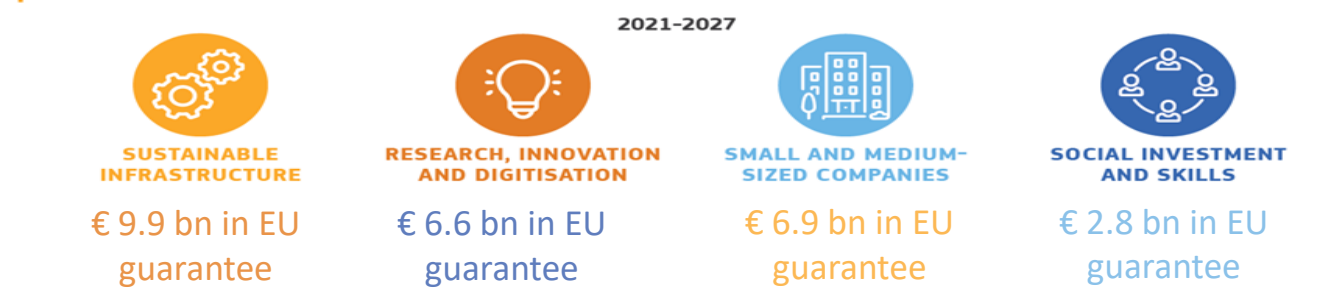 2021-2027
SUSTAINABLE
INFRASTRUCTURE
€ 9.9 bn in EU
guarantee
RESEARCH, INNOVATION
AND DIGITISATION
€ 6.6 bn in EU
guarantee
SMALL AND MEDIUM-
SIZED COMPANIES
€ 6.9 bn in EU
guarantee
SOCIAL INVESTMENT
AND SKILLS
€ 2.8 bn in EU
guarantee